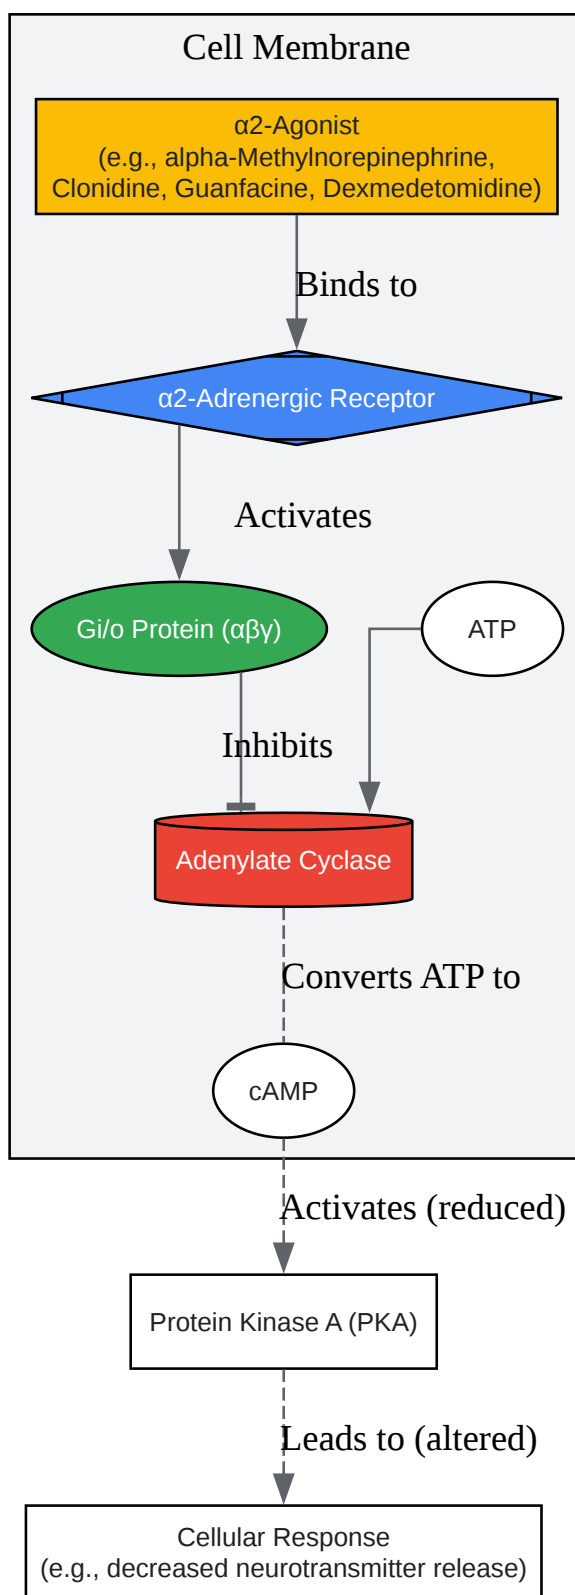 Cell Membrane
α2-Agonist
(e.g., alpha-Methylnorepinephrine,
Clonidine, Guanfacine, Dexmedetomidine)
Binds to
α2-Adrenergic Receptor
Activates
Gi/o Protein (αβγ)
ATP
Inhibits
Adenylate Cyclase
Converts ATP to
cAMP
Activates (reduced)
Protein Kinase A (PKA)
Leads to (altered)
Cellular Response
(e.g., decreased neurotransmitter release)